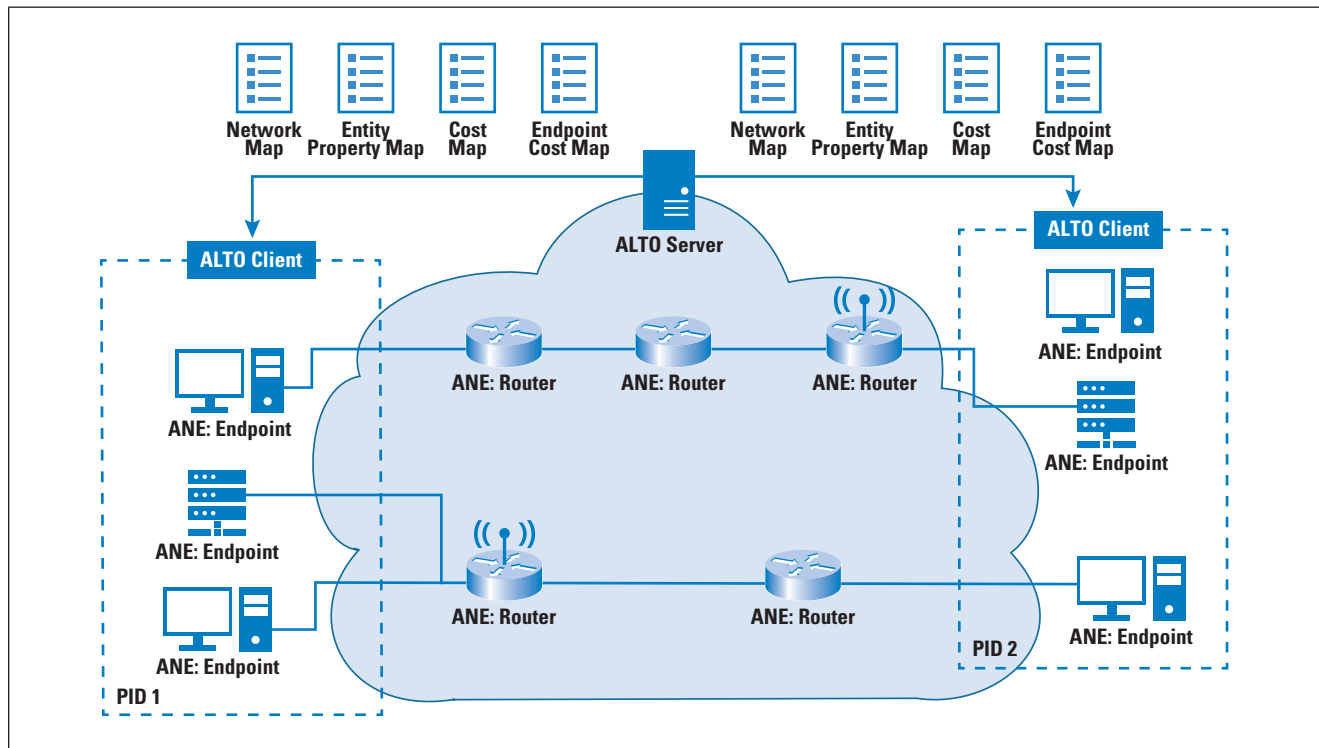 Network
Map
Entity
Property Map
Cost
Map
Endpoint
Cost Map
Network
Map
Entity
Property Map
Cost
Map
Endpoint
Cost Map
ALTO Server
ALTO Client
ALTO Client
ANE: Endpoint
ANE: Router
ANE: Router
ANE: Router
ANE: Endpoint
ANE: Endpoint
ANE: Endpoint
ANE: Router
ANE: Router
ANE: Endpoint
ANE: Endpoint
PID 2
PID 1